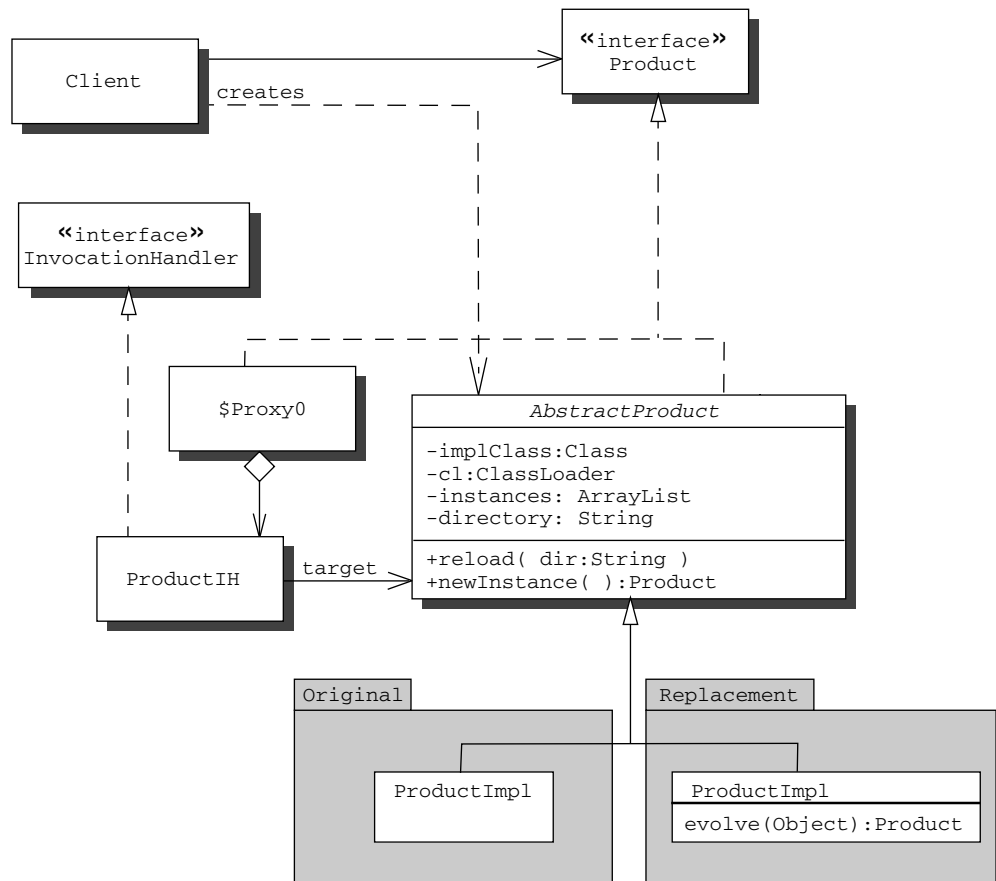 «interface»
Product
Client
creates
«interface»
InvocationHandler
$Proxy0
AbstractProduct
-implClass:Class
-cl:ClassLoader
-instances: ArrayList
-directory: String
+reload( dir:String )
+newInstance( ):Product
ProductIH
target
Original
Replacement
ProductImpl
ProductImpl
evolve(Object):Product